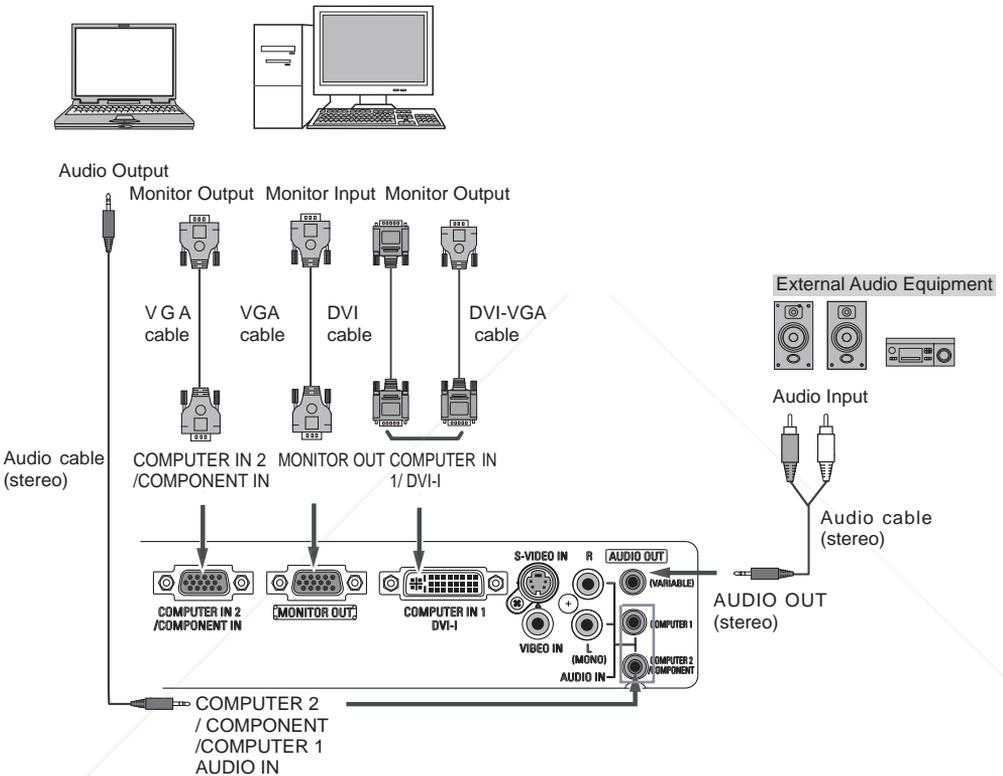 Audio Output
Monitor Output Monitor Input Monitor Output
External Audio Equipment
VGA
cable
VGA
cable
DVI
cable
DVI-VGA
cable
Audio Input
Audio cable
(stereo)
COMPUTER IN 2
/COMPONENT IN
MONITOR OUT
COMPUTER IN
1/ DVI-I
Audio cable
(stereo)
S-VIDEO IN
R
AUDIO OUT
(VARIABLE)
COMPUTER IN 2
/COMPONENT IN
MONITOR OUT
COMPUTER IN 1
DVI-I
VIDEO IN
L
(MONO)
AUDIO IN
COMPUTER 1
COMPUTER 2
/COMPONENT
AUDIO OUT
(stereo)
COMPUTER 2
/ COMPONENT
/COMPUTER 1
AUDIO IN